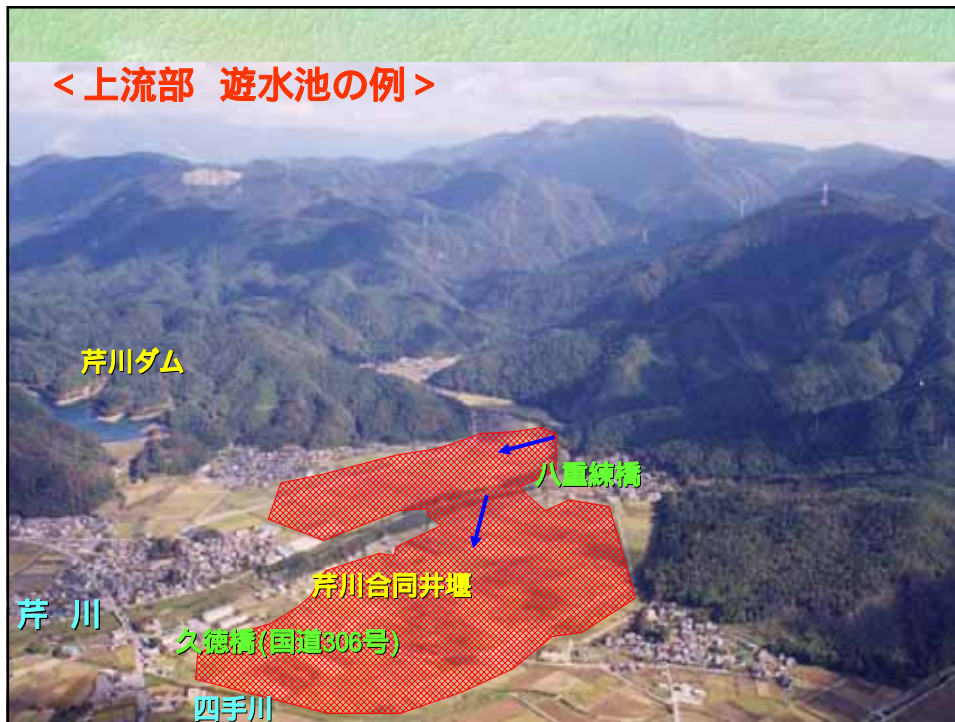 <上流部 遊水池の例>
芹川ダム
八重練橋
芹川合同井堰
芹 川
久徳橋(国道306号)
四手川